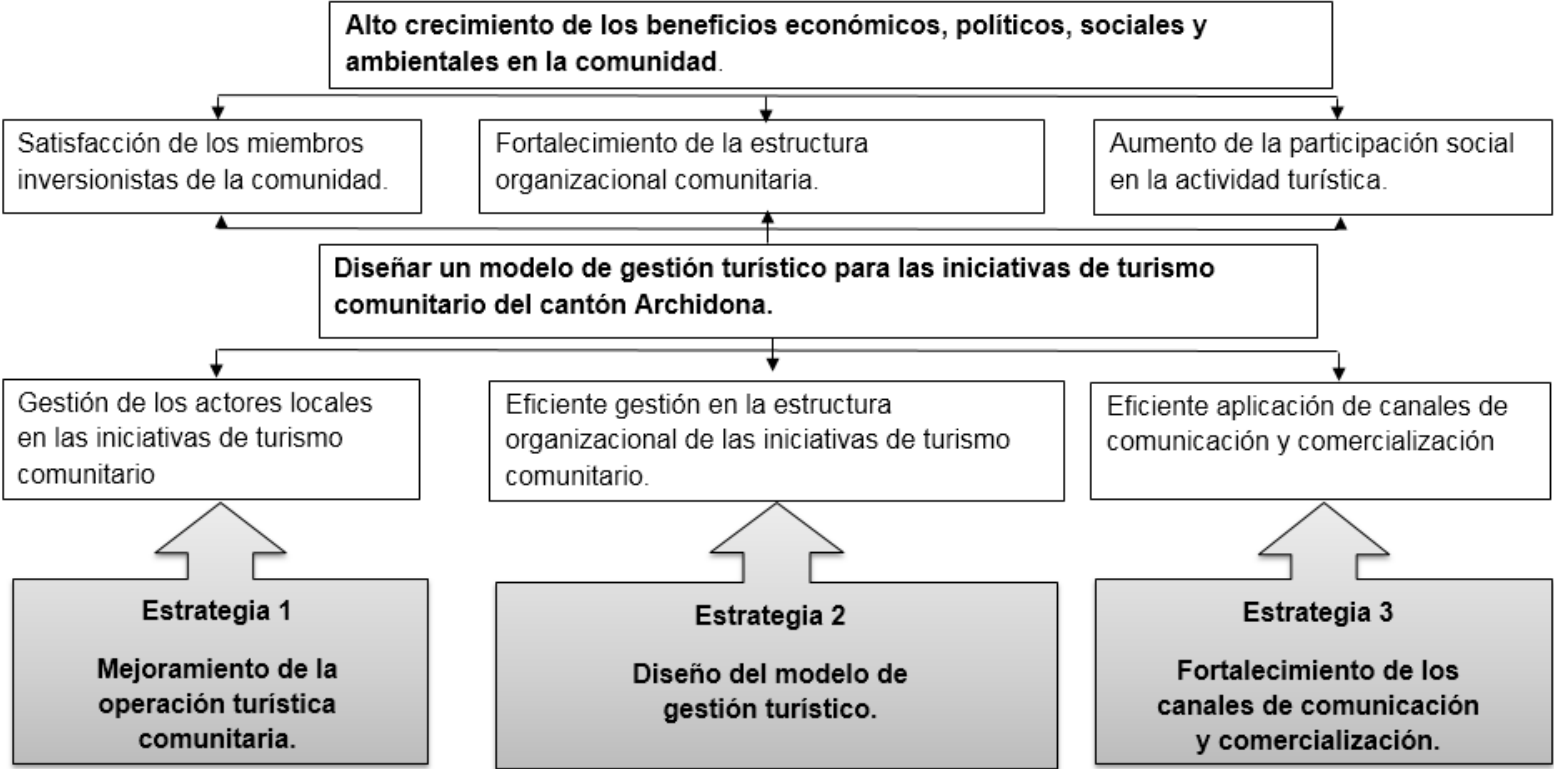 Alto crecimiento de los beneficios económicos, políticos, sociales y
ambientales en la comunidad.
Satisfacción de los miembros
inversionistas de la comunidad.
Fortalecimiento de la estructura
organizacional comunitaria.
Aumento de la participación social
en la actividad turística.
Diseñar un modelo de gestión turístico para las iniciativas de turismo
comunitario del cantón Archidona.
Gestión de los actores locales
en las iniciativas de turismo
comunitario
Eficiente gestión en la estructura
organizacional de las iniciativas de turismo
comunitario.
Eficiente aplicación de canales de
comunicación y comercialización
Estrategia 1
Mejoramiento de la
operación turística
comunitaria.
Estrategia 2
Diseño del modelo de
gestión turístico.
Estrategia 3
Fortalecimiento de los
canales de comunicación
y comercialización.